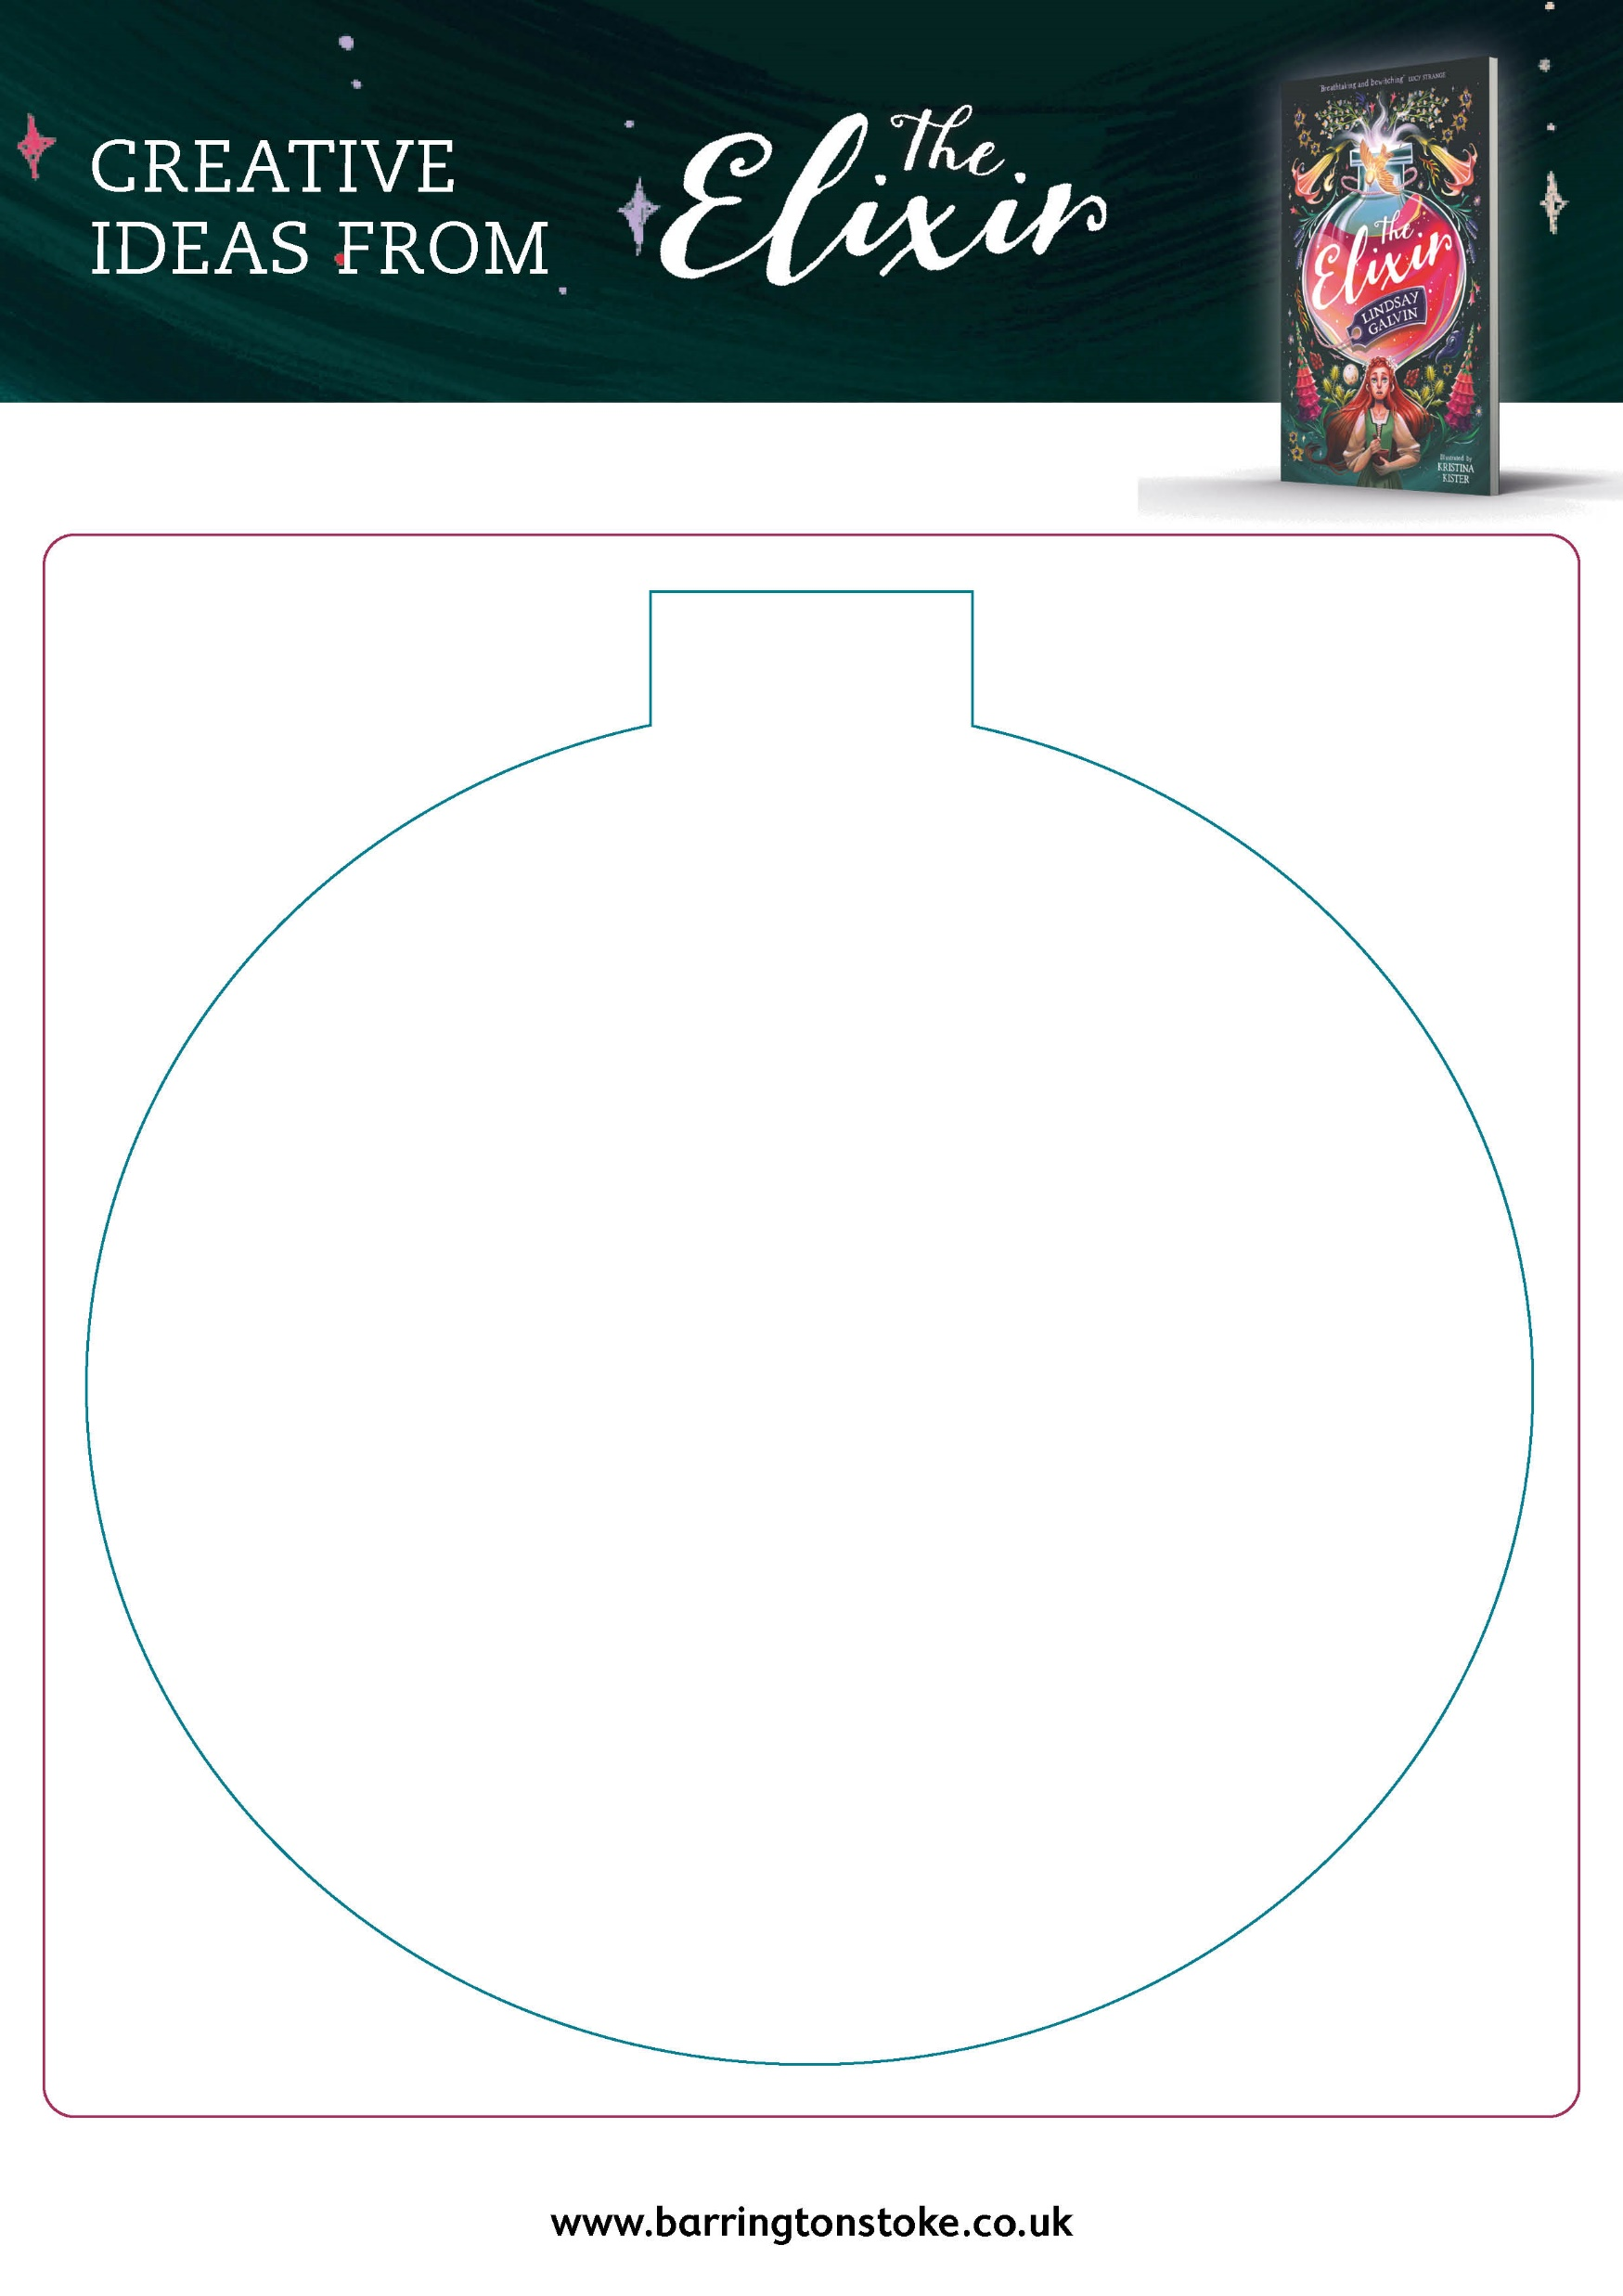 CREATIVE
IDEAS FROM
The
Elixir
'Breathtaking and bewitching' LUCY STRANGE
The
Elixir
LINDSAY
GALVIN
Illustrated by
KRISTINA
KISTER
www.barringtonstoke.co.uk